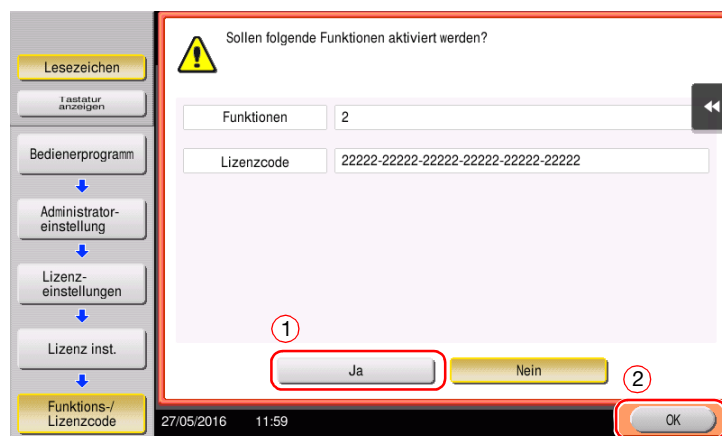 Sollen folgende Funktionen aktiviert werden?
Lesezeichen
Tastatur
anzeigen
Funktionen
2
Bedienerprogramm
Lizenzcode
22222-22222-22222-22222-22222-22222
Administrator-
einstellung
Lizenz-
einstellungen
1
Lizenz inst.
Ja
Nein
2
Funktions-/
Lizenzcode
27/05/2016
11:59
OK